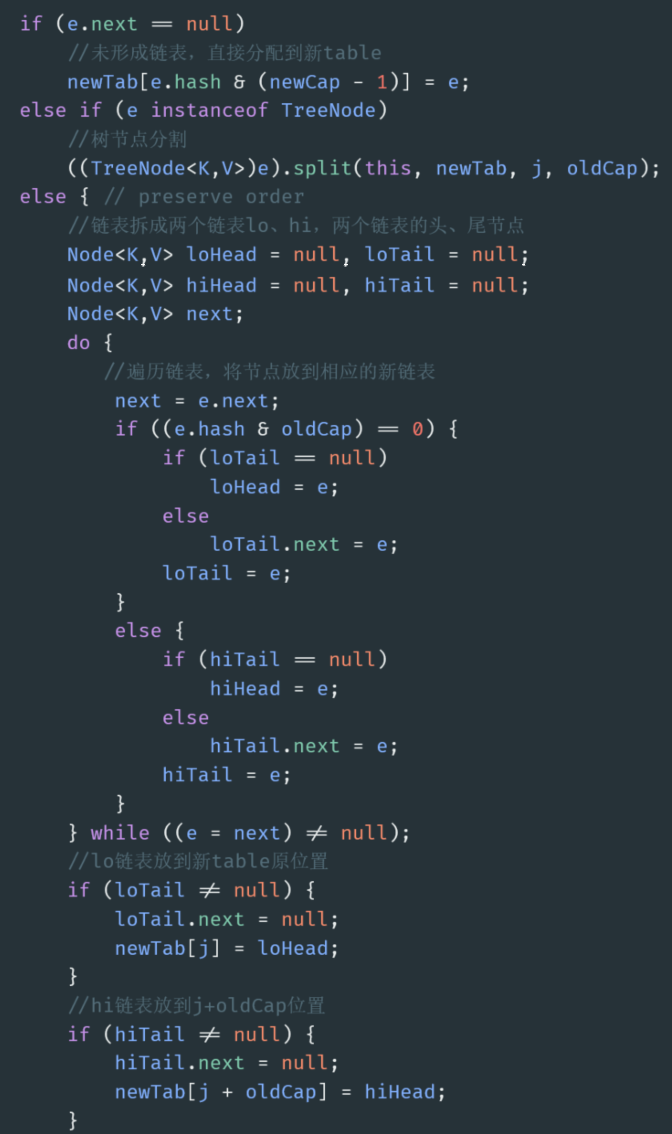 if (e.next == null)
    //未形成链表，直接分配到新table
    newTab[e.hash & (newCap - 1)] = e;
else if (e instanceof TreeNode)
    //树节点分割
    ((TreeNode<K,V>)e).split(this, newTab, j, oldCap);
else { // preserve order
    //链表拆成两个链表lo、hi，两个链表的头、尾节点
    Node<K,V> loHead = null, loTail = null;
    Node<K,V> hiHead = null, hiTail = null;
    Node<K,V> next;
    do {
        //遍历链表，将节点放到相应的新链表
        next = e.next;
        if ((e.hash & oldCap) == 0) {
            if (loTail == null)
                loHead = e;
            else
                loTail.next = e;
            loTail = e;
        }
        else {
            if (hiTail == null)
                hiHead = e;
            else
                hiTail.next = e;
            hiTail = e;
        }
    } while ((e = next) != null);
    //lo链表放到新table原位置
    if (loTail != null) {
        loTail.next = null;
        newTab[j] = loHead;
    }
    //hi链表放到j+oldCap位置
    if (hiTail != null) {
        hiTail.next = null;
        newTab[j + oldCap] = hiHead;
    }